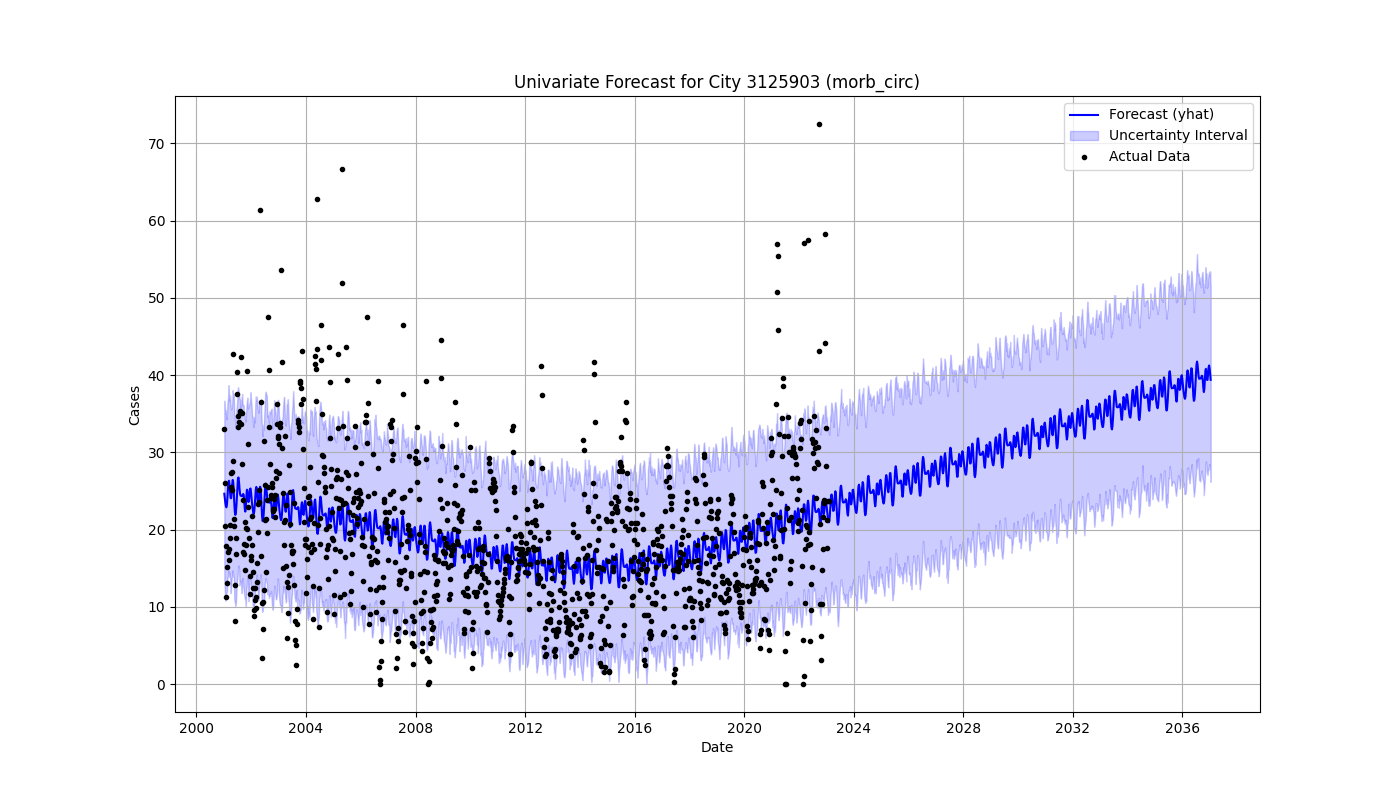 Univariate Forecast for City 3125903 (morb_circ)
Forecast (yhat)
Uncertainty Interval
Actual Data
Cases
70
60
50
40
30
20
10
0
2000 2004 2008 2012 2016 2020 2024 2028 2032 2036
Date